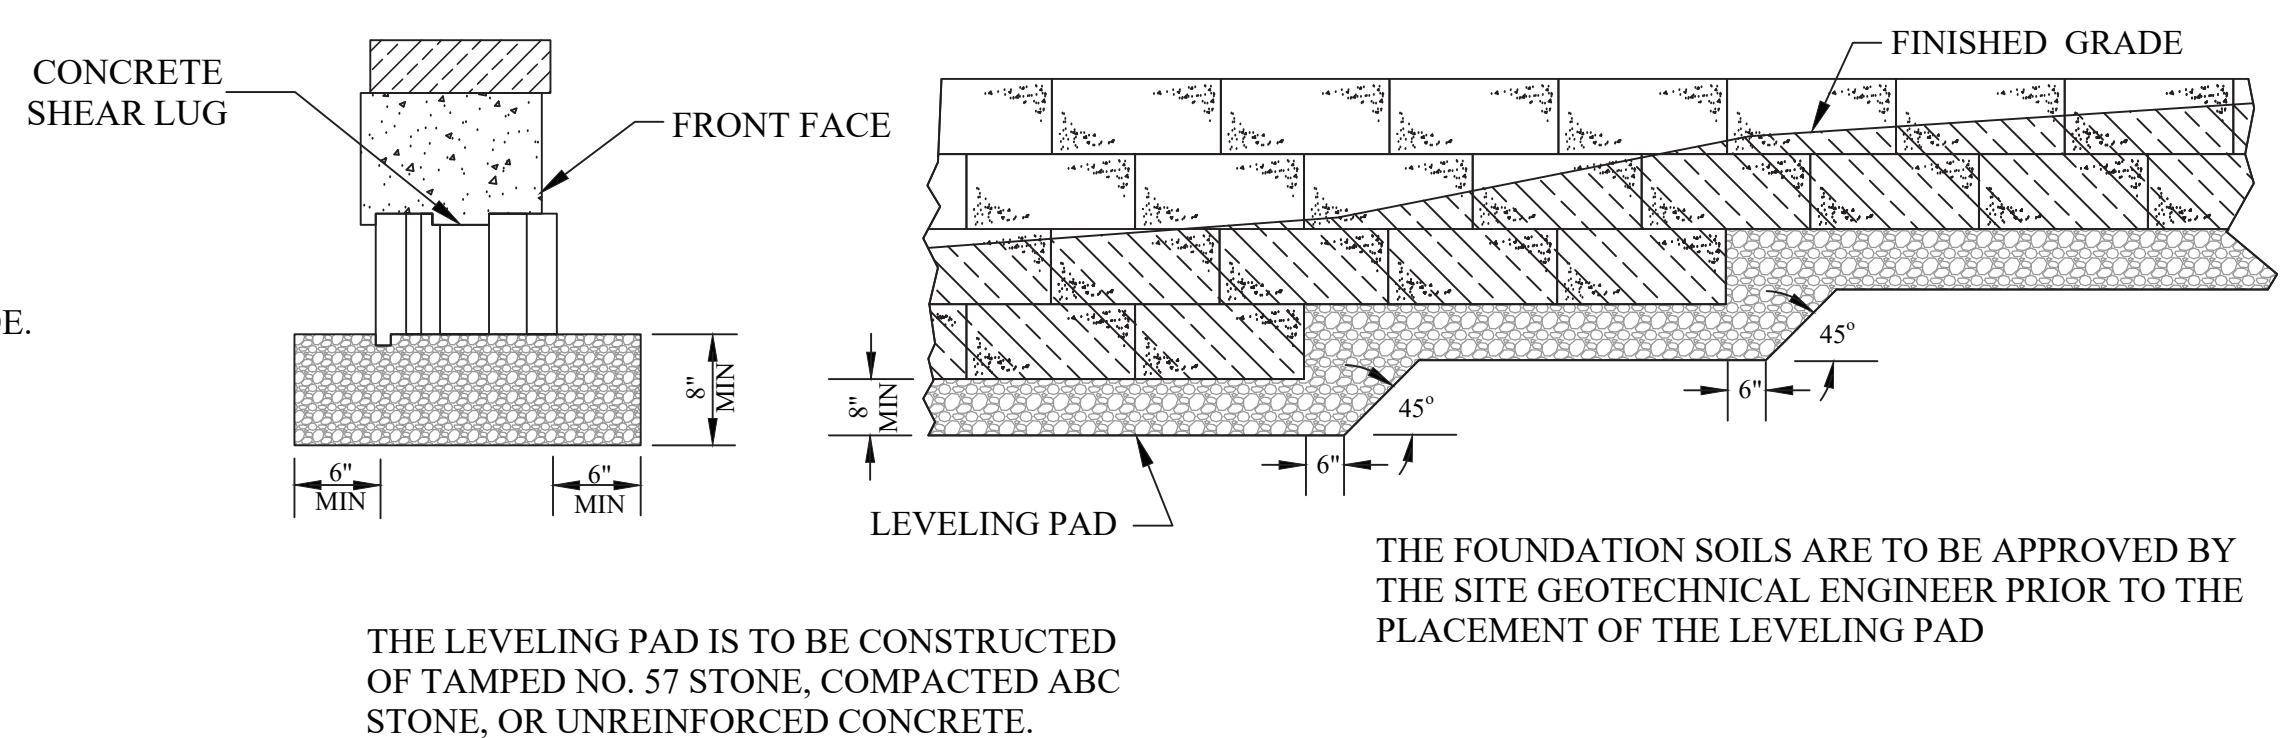 CONCRETE
SHEAR LUG
FRONT FACE
DE.
8"
MIN
6"
MIN
6"
MIN
FINISHED GRADE
8"
MIN
45°
6"
45°
6"
LEVELING PAD
THE FOUNDATION SOILS ARE TO BE APPROVED BY
THE SITE GEOTECHNICAL ENGINEER PRIOR TO THE
PLACEMENT OF THE LEVELING PAD
THE LEVELING PAD IS TO BE CONSTRUCTED
OF TAMPED NO. 57 STONE, COMPACTED ABC
STONE, OR UNREINFORCED CONCRETE.